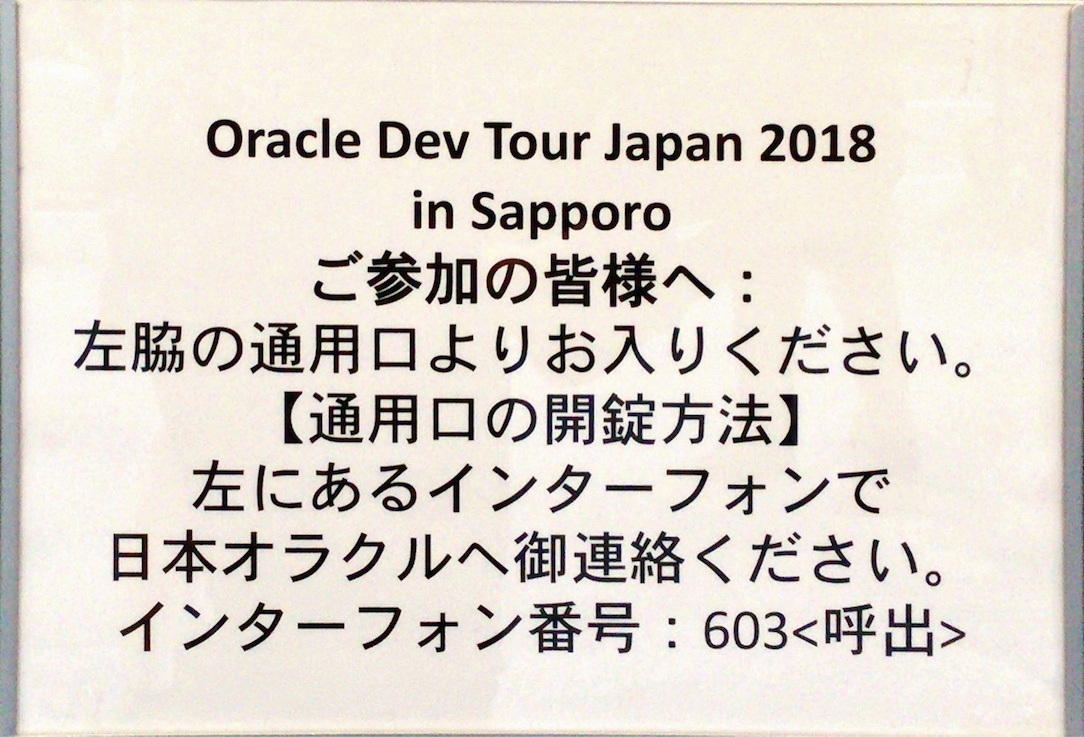 Oracle Dev Tour Japan 2018
in Sapporo
ご参加の皆様へ：
左脇の通用口よりお入りください。
【通用口の開錠方法】
左にあるインターフォンで
日本オラクルへ御連絡ください。
インターフォン番号：603<呼出>